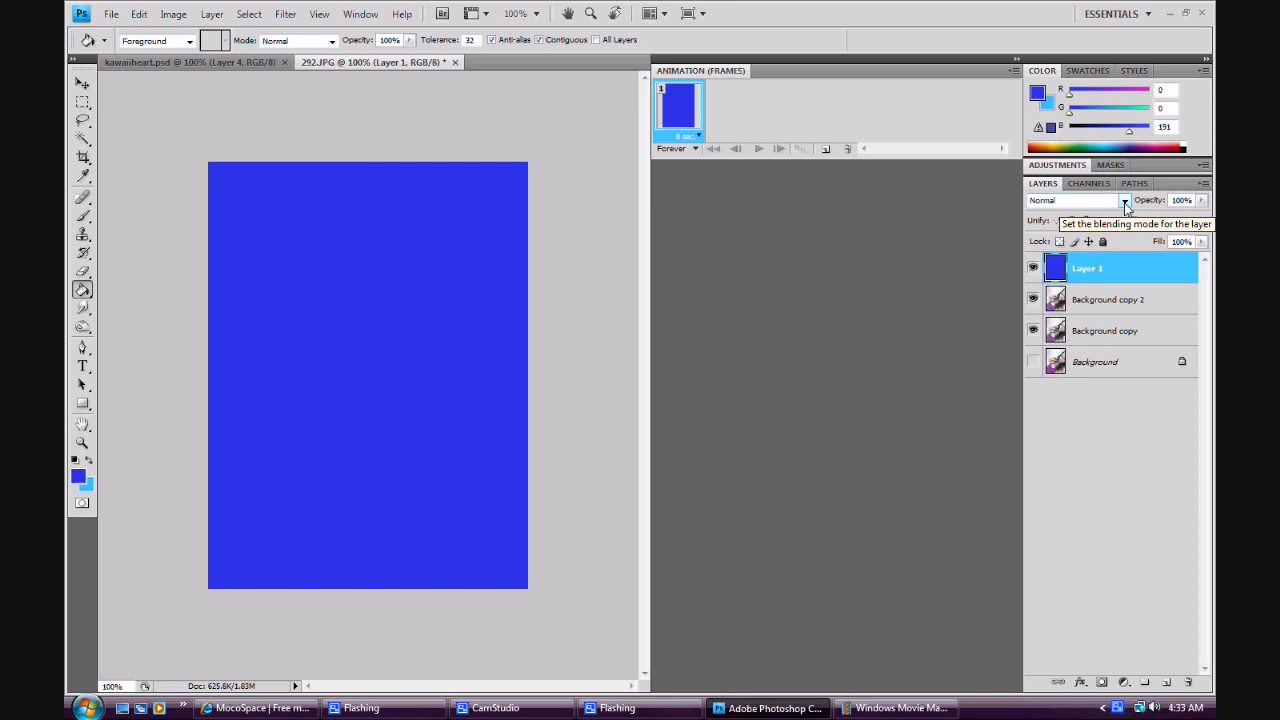 Ps File Edit Image Layer Select Filter View Window Help Br 100% ESSENTIALS
Foreground Mode: Normal Opacity: 100% Tolerance: 32 Anti-alias Contiguous All Layers
kawaiiheart.psd @ 100% (Layer 4, RGB/8) 292.JPG @ 100% (Layer 1, RGB/8) *
ANIMATION (FRAMES)
1
0 sec.
Forever
COLOR SWATCHES STYLES
R 0
G 0
B 191
ADJUSTMENTS MASKS
LAYERS CHANNELS PATHS
Normal Opacity: 100%
Unify:
Set the blending mode for the layer
Lock: Fill: 100%
Layer 1
Background copy 2
Background copy
Background
T
100% Doc: 625.8K/1.83M
MocoSpace | Free m... Flashing CamStudio Flashing Ps Adobe Photoshop C... Windows Movie Ma... 4:33 AM